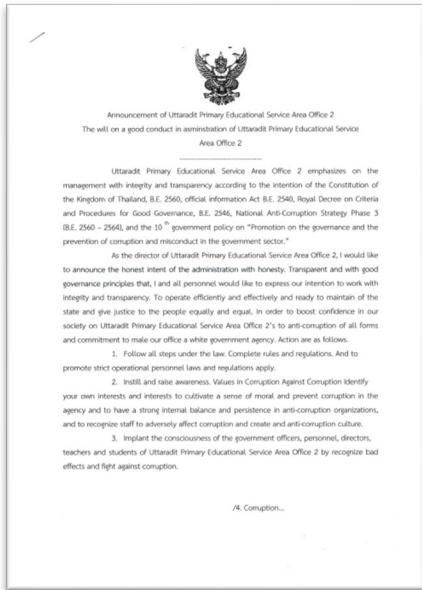 Announcement of Uttaradit Primary Educational Service Area Office 2
The will on a good conduct in asminstration of Uttaradit Primary Educational Service
Area Office 2
Uttaradit Primary Educational Service Area Office 2 emphasizes on the
management with integrity and transparency according to the intention of the Constitution of
the Kingdom of Thailand, B.E. 2560, official information Act B.E. 2540, Royal Decree on Criteria
and Procedures for Good Governance, B.E. 2546, National Anti-Corruption Strategy Phase 3
(B.E. 2560 – 2564), and the 10 th government policy on “Promotion on the governance and the
prevention of corruption and misconduct in the government sector.”
As the director of Uttaradit Primary Educational Service Area Office 2, I would like
to announce the honest intent of the administration with honesty. Transparent and with good
governance principles that, I and all personnel would like to express our intention to work with
integrity and transparency. To operate efficiently and effectively and ready to maintain of the
state and give justice to the people equally and equal. In order to boost confidence in our
society on Uttaradit Primary Educational Service Area Office 2’s to anti-corruption of all forms
and commitment to make our office a white government agency. Action are as follows.
1. Follow all steps under the law. Complete rules and regulations. And to
promote strict operational personnel laws and regulations apply.
2. Instill and raise awareness. Values in Corruption Against Corruption Identify
your own interests and interests to cultivate a sense of moral and prevent corruption in the
agency and to have a strong internal balance and persistence in anti-corruption organizations,
and to recognize staff to adversely affect corruption and create and anti-corruption culture.
3. Implant the consciousness of the government officers, personnel, directors,
teachers and students of Uttaradit Primary Educational Service Area Office 2 by recognize bad
effects and fight against corruption.
/4. Corruption...